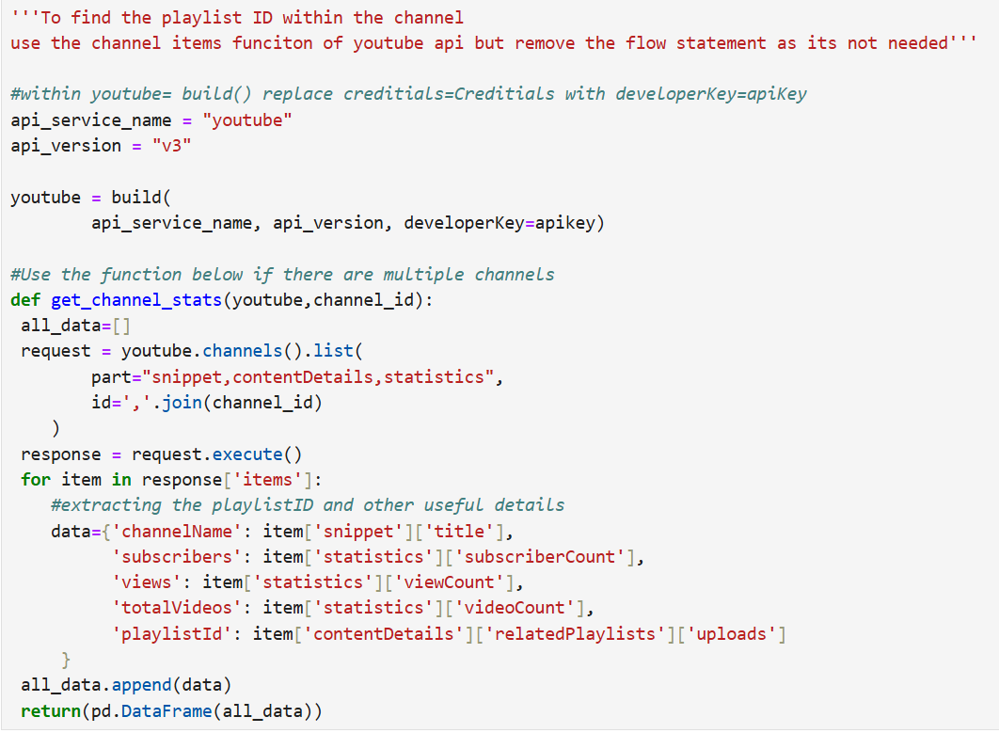 '''To find the playlist ID within the channel
use the channel items funciton of youtube api but remove the flow statement as its not needed'''
#within youtube= build() replace creditials=Creditials with developerKey=apiKey
api_service_name = "youtube"
api_version = "v3"
youtube = build(
        api_service_name, api_version, developerKey=apikey)
#Use the function below if there are multiple channels
def get_channel_stats(youtube,channel_id):
 all_data=[]
 request = youtube.channels().list(
        part="snippet,contentDetails,statistics",
        id=','.join(channel_id)
    )
 response = request.execute()
 for item in response['items']:
    #extracting the playlistID and other useful details
    data={'channelName': item['snippet']['title'],
          'subscribers': item['statistics']['subscriberCount'],
          'views': item['statistics']['viewCount'],
          'totalVideos': item['statistics']['videoCount'],
          'playlistId': item['contentDetails']['relatedPlaylists']['uploads']
     }
 all_data.append(data)
 return(pd.DataFrame(all_data))